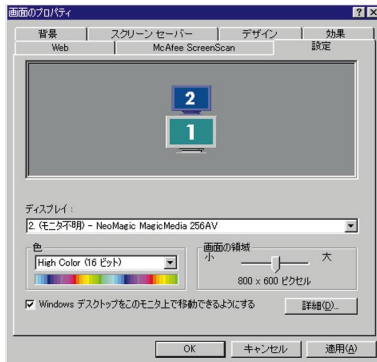 画面のプロパティ
背景 スクリーン セーバー デザイン 効果
Web McAfee ScreenScan 設定
2
1
ディスプレイ:
2. (モニタ不明) - NeoMagic MagicMedia 256AV
色
High Color (16 ビット)
画面の領域
小 大
800 x 600 ピクセル
Windows デスクトップをこのモニタ上で移動できるようにする
詳細(D)...
OK キャンセル 適用(A)